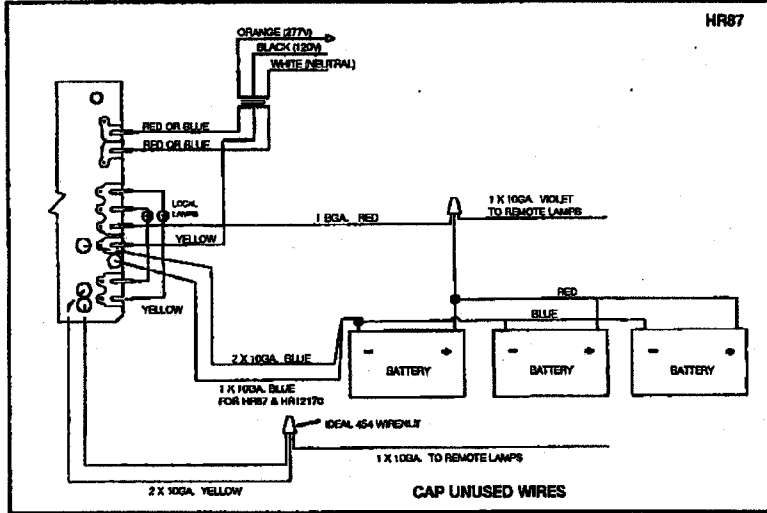 HR87
ORANGE (277V)
BLACK (120V)
WHITE (NEUTRAL)
RED OR BLUE
RED OR BLUE
LOCAL
LAMPS
1 X 10GA. VIOLET
TO REMOTE LAMPS
1 8GA. RED
YELLOW
YELLOW
RED
BLUE
2 X 10GA. BLUE
1 X 10GA. BLUE
FOR HR87 & HR1217C
- +
BATTERY
- +
BATTERY
- +
BATTERY
IDEAL 454 WIRENUT
1 X 10GA. TO REMOTE LAMPS
2 X 10GA. YELLOW
CAP UNUSED WIRES